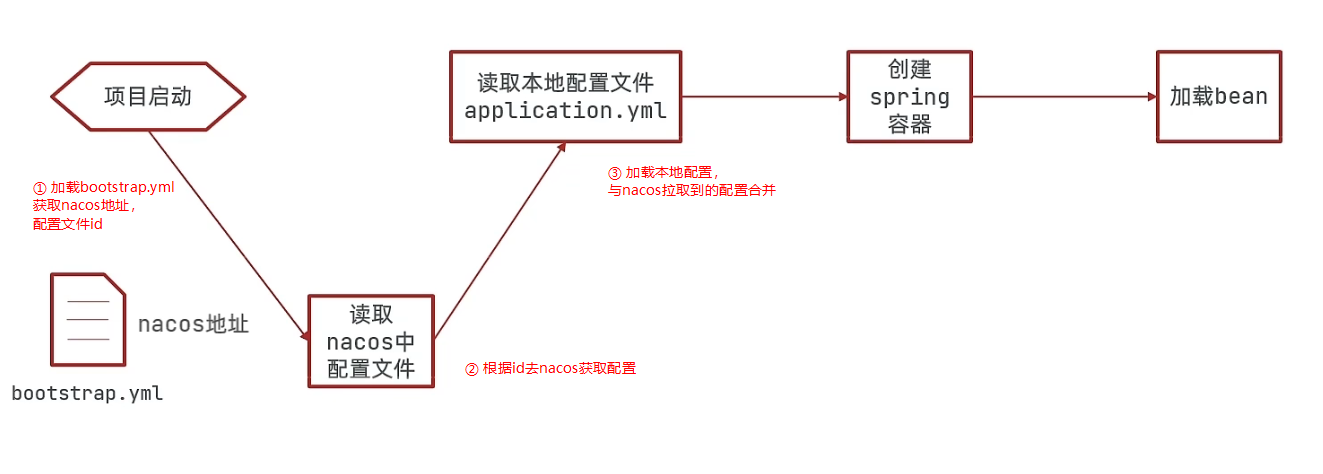 项目启动
① 加载bootstrap.yml
获取nacos地址，
配置文件id
nacos地址
bootstrap.yml
读取
nacos中
配置文件
② 根据id去nacos获取配置
读取本地配置文件
application.yml
③ 加载本地配置，
与nacos拉取到的配置合并
创建
spring
容器
加载bean